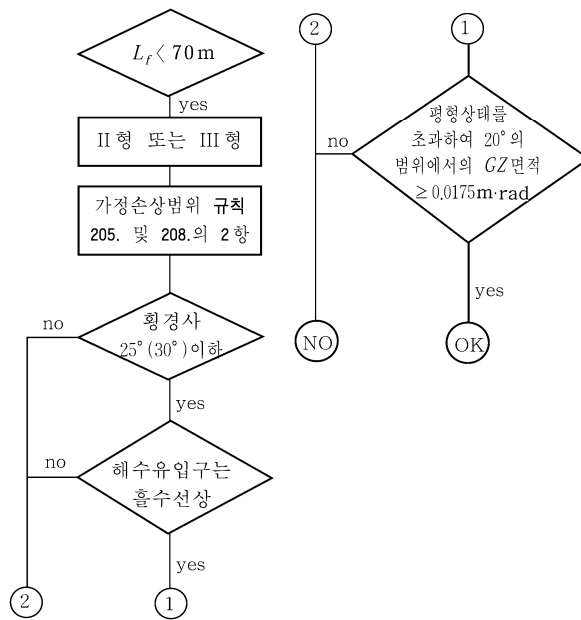 L_f < 70m
yes
II형 또는 III형
가정손상범위 규칙
205. 및 208.의 2항
no
횡경사
25°(30°)이하
yes
no
해수유입구는
흘수선상
yes
2
1
2
1
no
평형상태를
초과하여 20°의
범위에서의 GZ면적
≥0.0175m·rad
yes
NO
OK